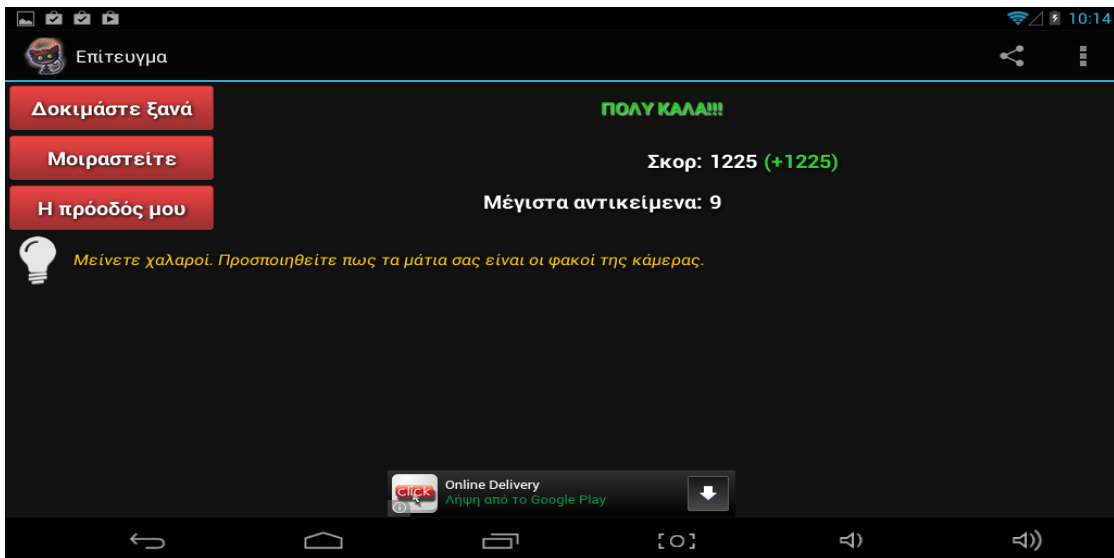 10:14
Επίτευγμα
Δοκιμάστε ξανά
ΠΟΛΥ ΚΑΛΑ!!!
Μοιραστείτε
Σκορ: 1225 (+1225)
Η πρόοδός μου
Μέγιστα αντικείμενα: 9
Μείνετε χαλαροί. Προσποιηθείτε πως τα μάτια σας είναι οι φακοί της κάμερας.
click
Online Delivery
Λήψη από το Google Play